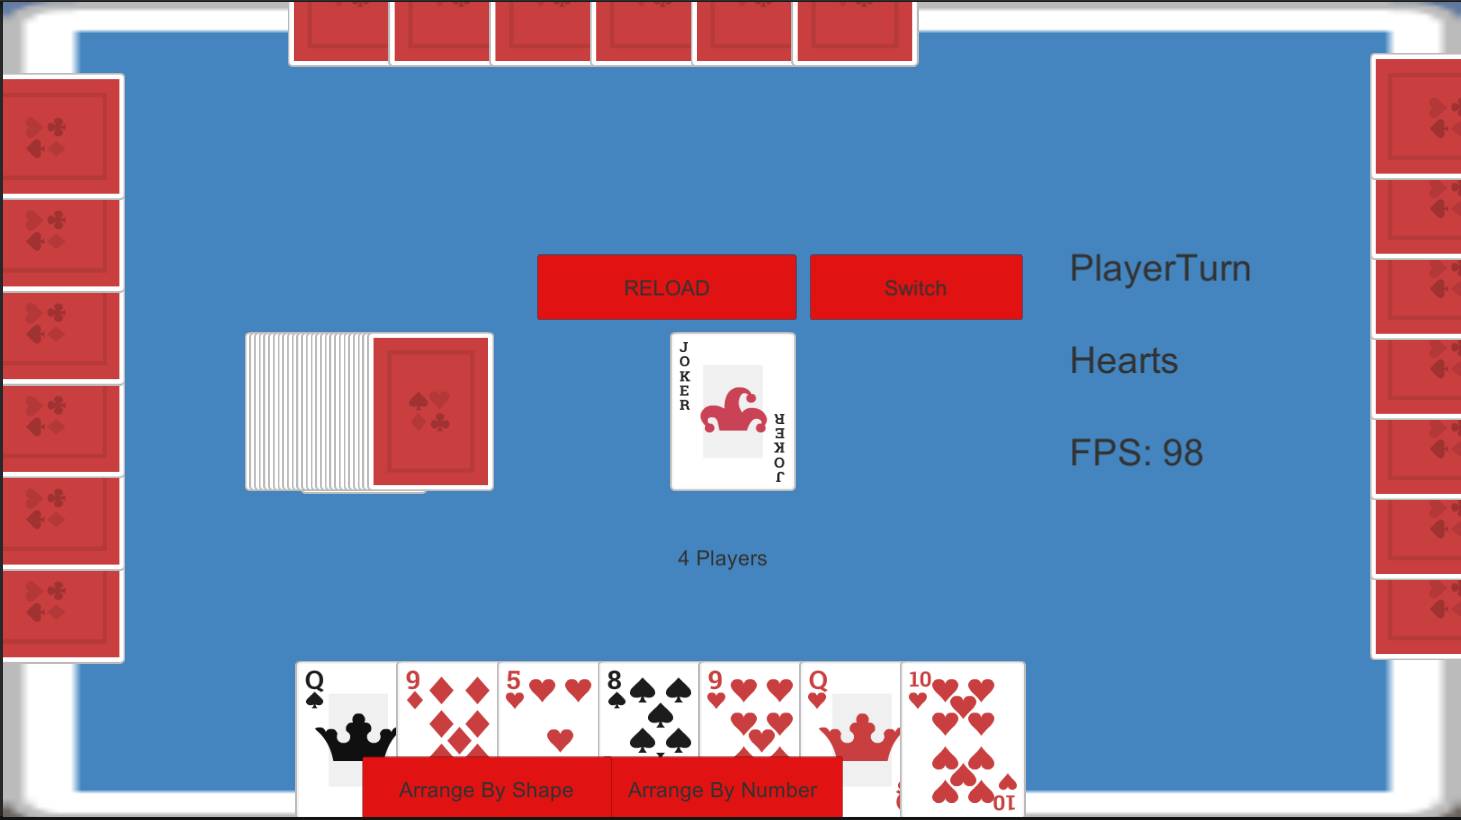 RELOAD
Switch
PlayerTurn
Hearts
FPS: 98
JOKER
JOKER
4 Players
Q
9
5
8
9
Q
10
10
Arrange By Shape
Arrange By Number